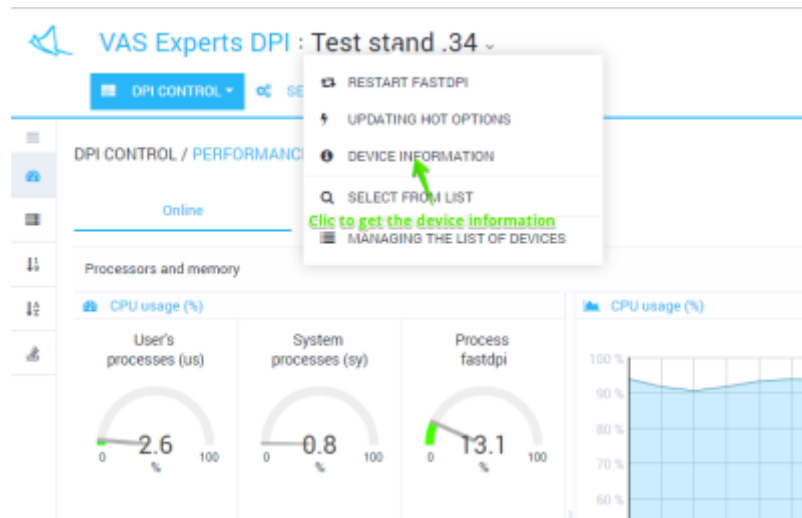 VAS Experts DPI : Test stand .34
DPI CONTROL
SE
RESTART FASTDPI
UPDATING HOT OPTIONS
DEVICE INFORMATION
SELECT FROM LIST
Clic to get the device information
MANAGING THE LIST OF DEVICES
DPI CONTROL / PERFORMANC
Online
Processors and memory
CPU usage (%)
User's
processes (us)
System
processes (sy)
Process
fastdpi
2.6
0
100
%
0.8
0
100
%
13.1
0
100
%
CPU usage (%)
100 %
90 %
80 %
70 %
60 %